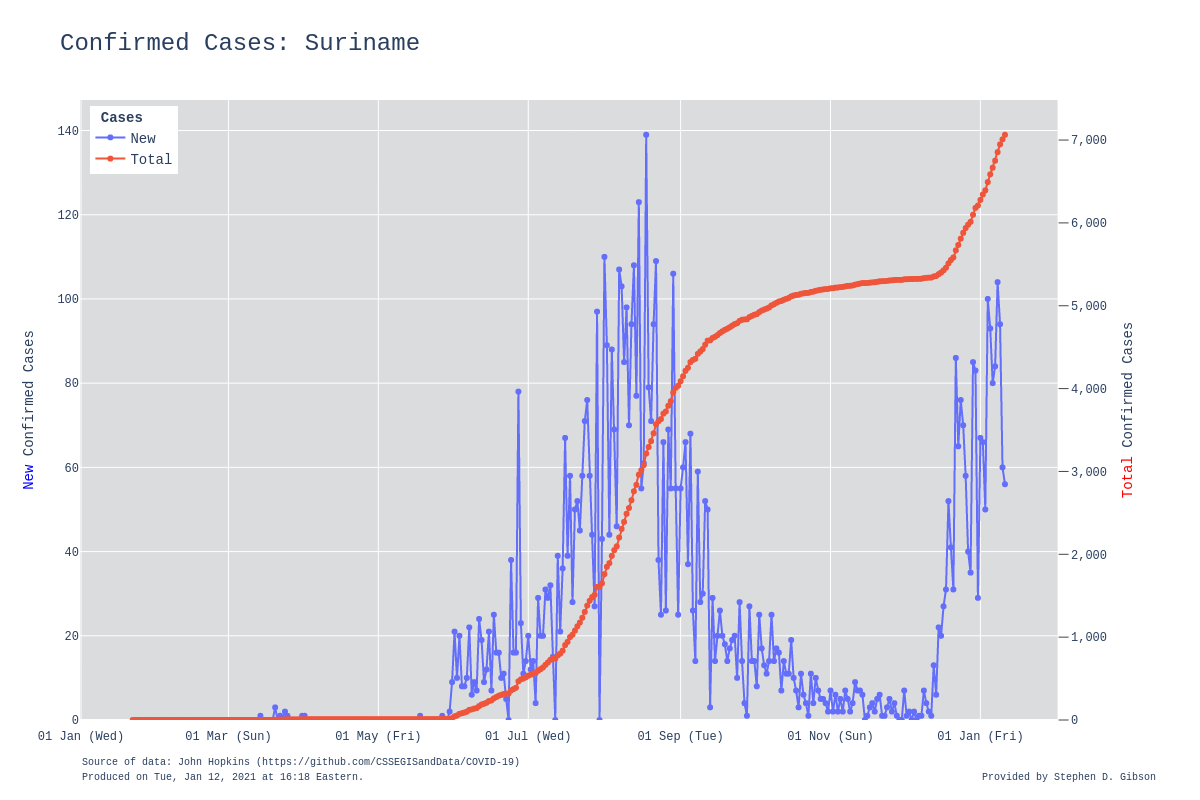 Confirmed Cases: Suriname
Cases
New
Total
140
120
100
80
60
40
20
0
7,000
6,000
5,000
4,000
3,000
2,000
1,000
0
New Confirmed Cases
Total Confirmed Cases
01 Jan (Wed) 01 Mar (Sun) 01 May (Fri) 01 Jul (Wed) 01 Sep (Tue) 01 Nov (Sun) 01 Jan (Fri)
Source of data: John Hopkins (https://github.com/CSSEGISandData/COVID-19)
Produced on Tue, Jan 12, 2021 at 16:18 Eastern.
Provided by Stephen D. Gibson